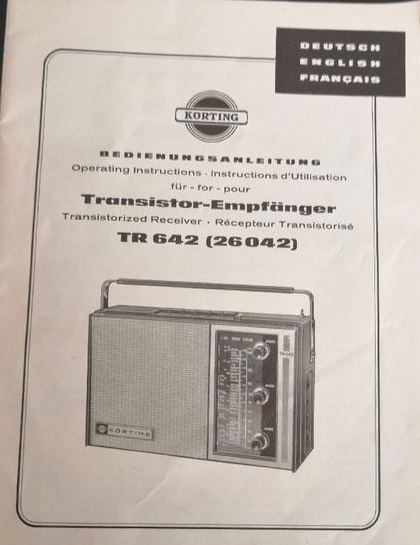 DEUTSCH
ENGLISH
FRANÇAIS
KORTING
BEDIENUNGSANLEITUNG
Operating Instructions · Instructions d'Utilisation
für - for - pour
Transistor-Empfänger
Transistorized Receiver · Récepteur Transistorisé
TR 642 (26042)
KÖRTING